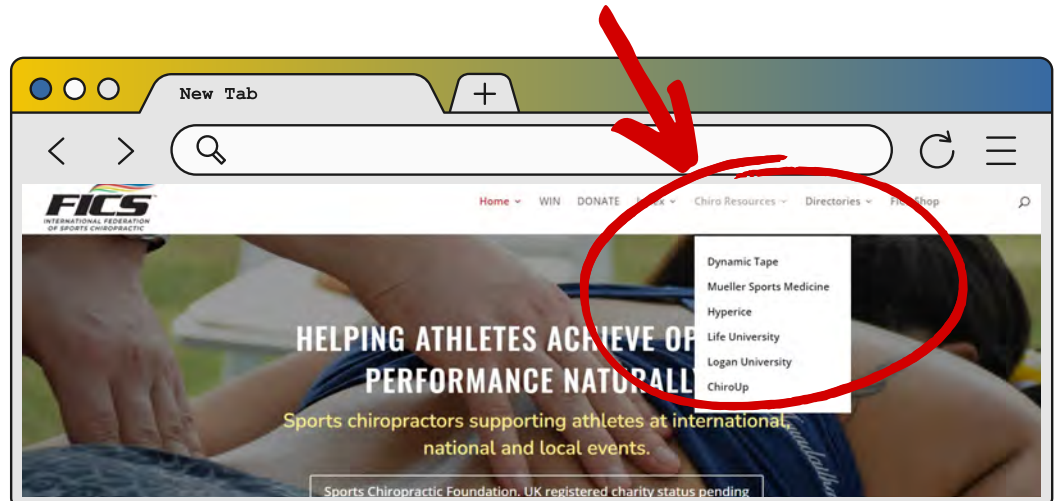 New Tab
FICS
INTERNATIONAL FEDERATION
OF SPORTS CHIROPRACTIC
Home WIN DONATE Chiro Resources Directories Shop
Dynamic Tape
Mueller Sports Medicine
Hyperice
Life University
Logan University
ChiroUp
HELPING ATHLETES ACHIEVE
PERFORMANCE
Sports chiropractors supporting athletes at international,
national and local events.
Sports Chiropractic Foundation. UK registered charity status pending